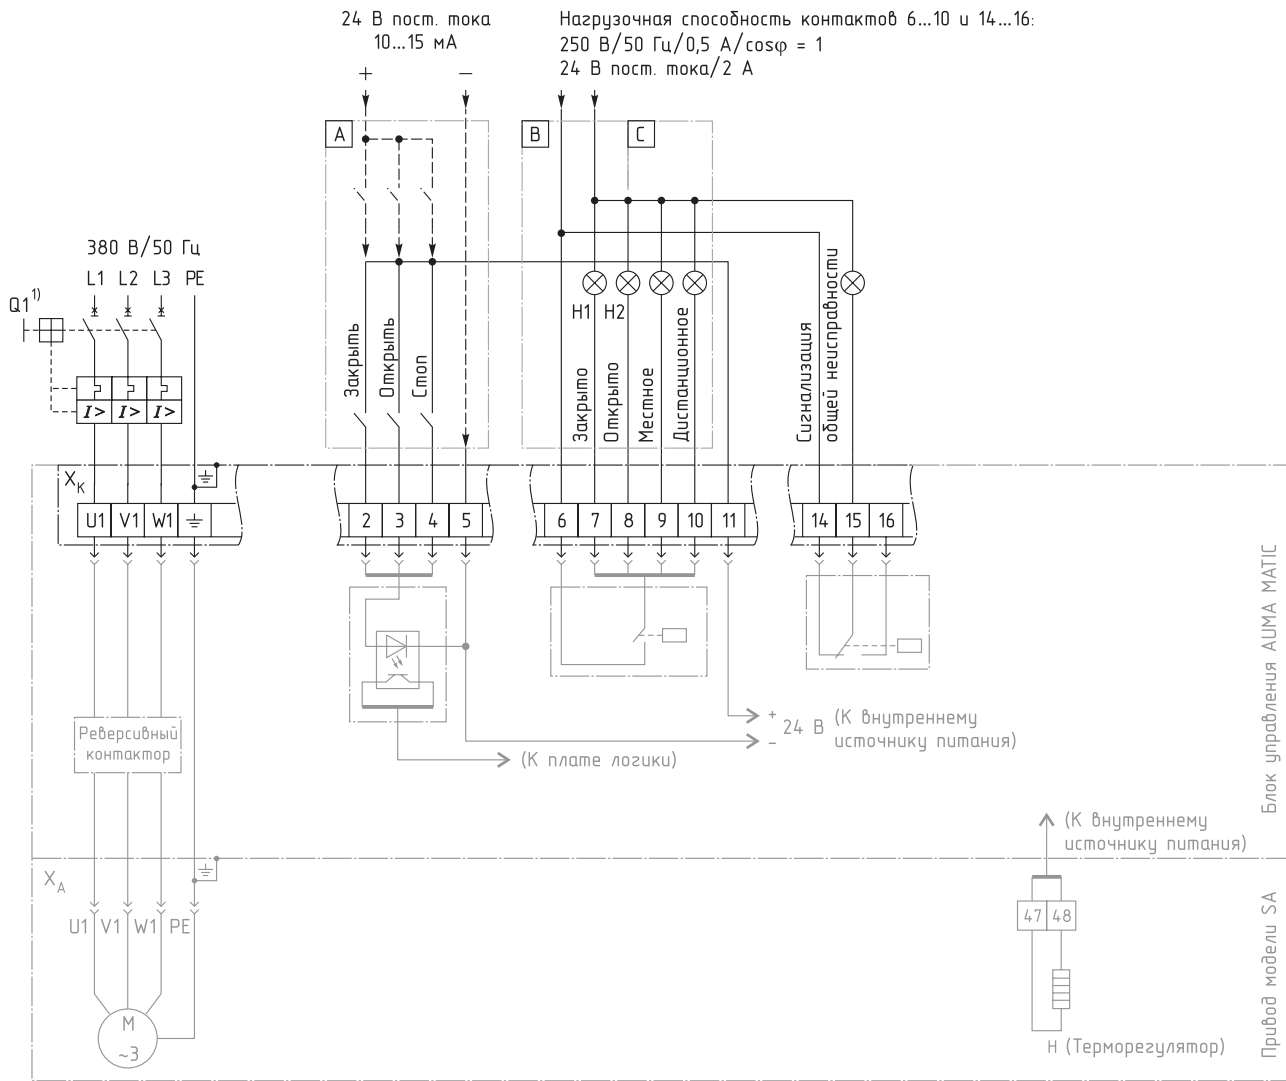 24 В пост. тока
10...15 мА
+
−
Нагрузочная способность контактов 6...10 и 14...16:
250 В/50 Гц/0,5 А/cosφ = 1
24 В пост. тока/2 А
A
B
C
380 В/50 Гц
L1 L2 L3 PE
Q1 1)
I> I> I>
Закрыть
Открыть
Стоп
H1 H2
Закрыто
Открыто
Местное
Дистанционное
Сигнализация
общей неисправности
XK
U1 V1 W1
2 3 4 5
6 7 8 9 10 11
14 15 16
Реверсивный
контактор
+
−
24 В
(К внутреннему
источнику питания)
(К плате логики)
Блок управления AUMA MATIC
(К внутреннему
источнику питания)
XA
U1 V1 W1 PE
47 48
M
~3
Н (Терморегулятор)
Привод модели SA